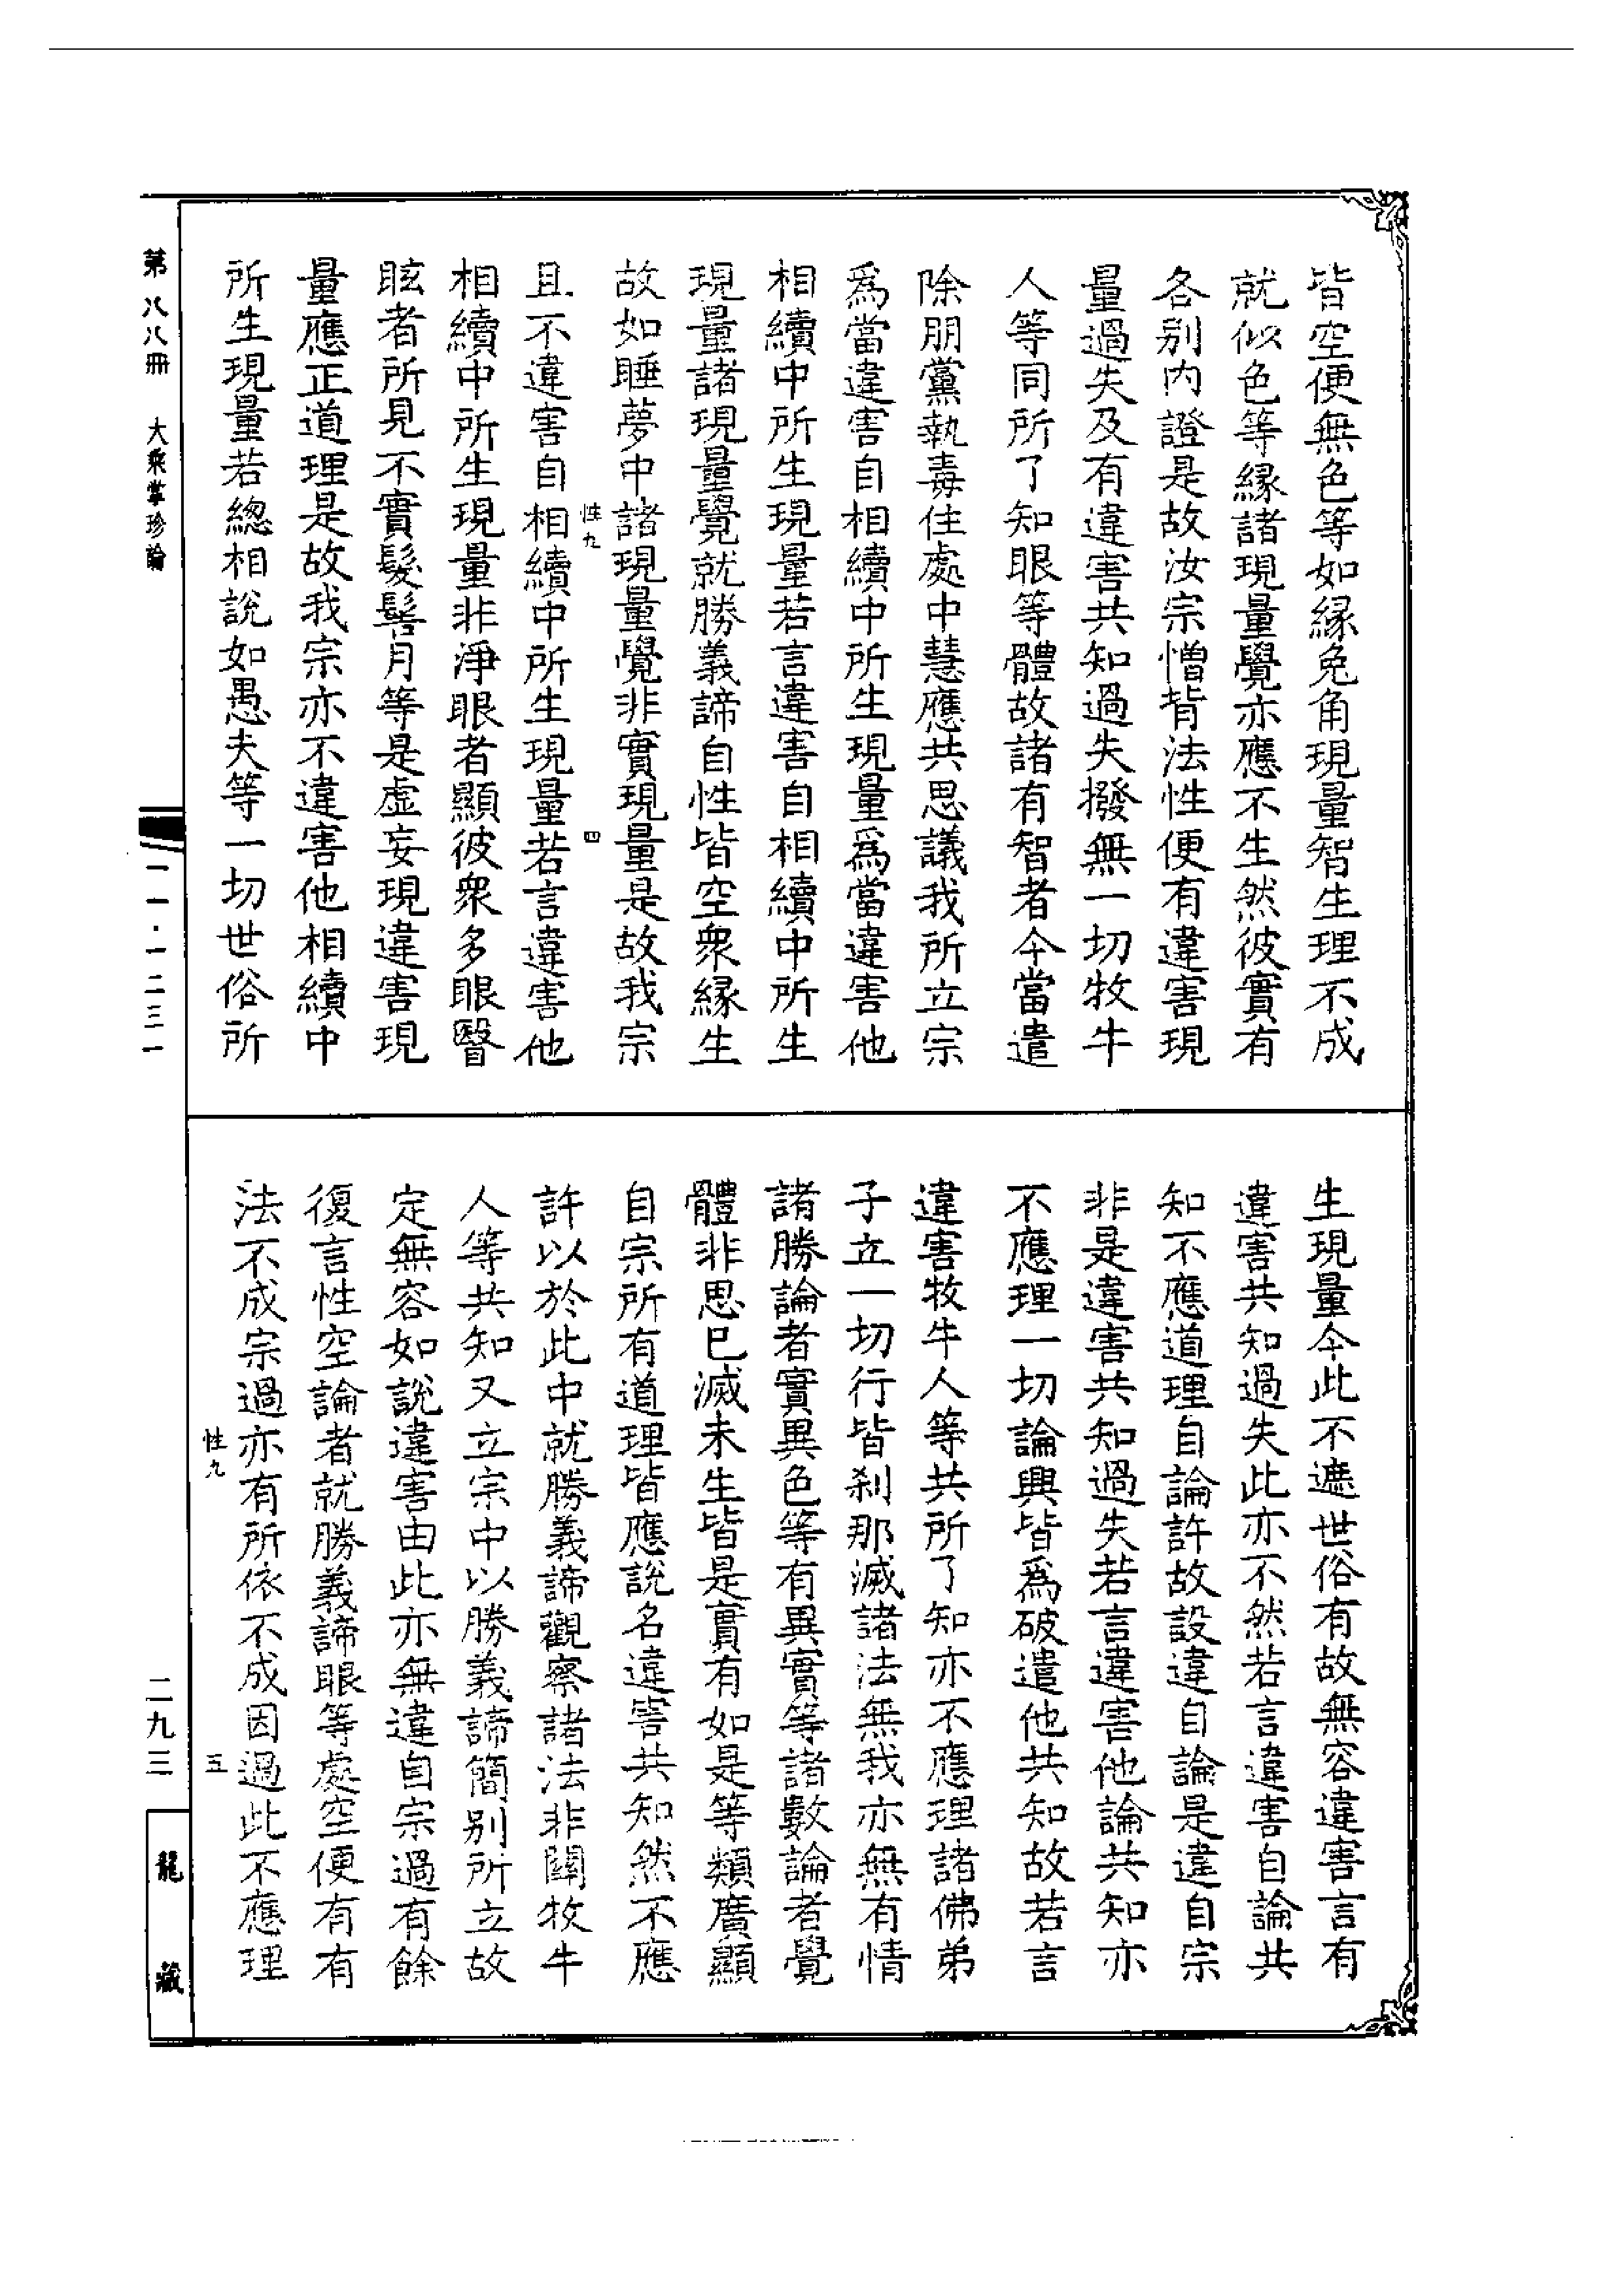 皆空便無色等如緣兔角現量智生理不成
就似色等緣諸現量覺亦應不生然彼實有
各別內證是故汝宗憎背法性便有違害現
量過失及有違害共知過失撥無一切牧牛
人等同所了知眼等體故諸有智者今當遣
除朋黨執毒住處中慧應共思議我所立宗
為當違害自相續中所生現量為當違害他
相續中所生現量若言違害自相續中所生
現量諸現量覺就勝義諦自性皆空眾緣生
故如睡夢中諸現量覺非實現量是故我宗
性九 四
且不違害自相續中所生現量若言違害他
相續中所生現量非淨眼者顯彼眾多眼瞖
眩者所見不實髮髻月等是虛妄現違害現
量應正道理是故我宗亦不違害他相續中
所生現量若總相說如愚夫等一切世俗所
生現量今此不遮世俗有故無容違害言有
違害共知過失此亦不然若言違害自論共
知不應道理自論許故設違自論是違自宗
非是違害共知過失若言違害他論共知亦
不應理一切論興皆為破遣他共知故若言
違害牧牛人等共所了知亦不應理諸佛弟
子立一切行皆剎那滅諸法無我亦無有情
諸勝論者實異色等有異實等諸數論者覺
體非思已滅未生皆是實有如是等類廣顯
自宗所有道理皆應說名違害共知然不應
許以於此中就勝義諦觀察諸法非關牧牛
人等共知又立宗中以勝義諦簡別所立故
定無容如說違害由此亦無違自宗過有餘
復言性空論者就勝義諦眼等處空便有有
法不成宗過亦有所依不成因過此不應理
性九 五
第八八冊 大乘掌珍論
一一·一二三一
二九三
龍藏